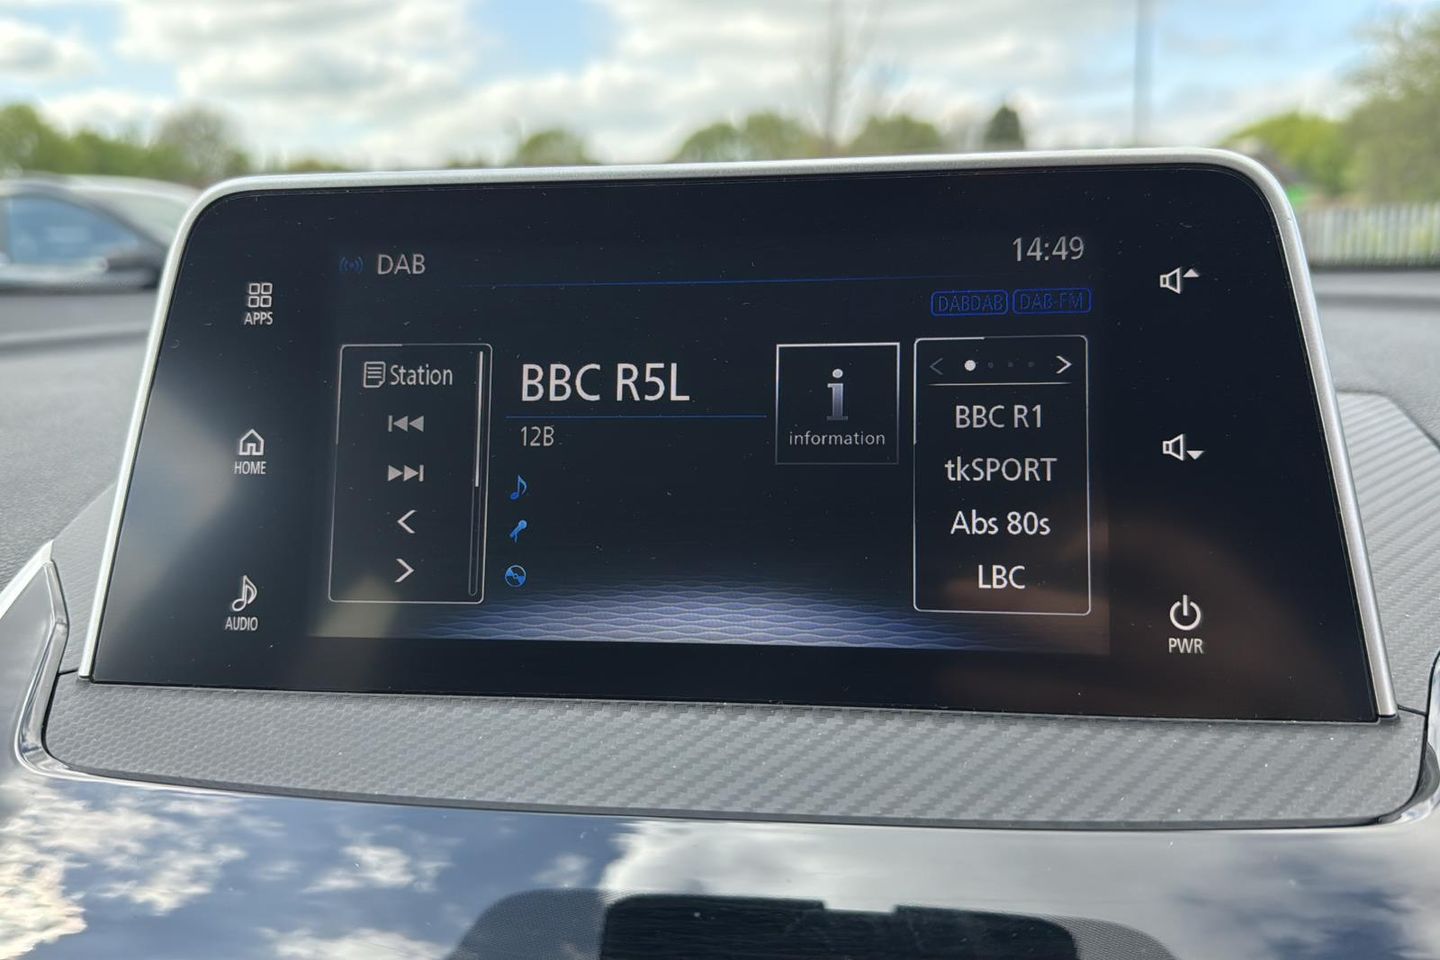 DAB
14:49
DABDAB DAB-FM
APPS
Station
BBC R5L
12B
information
BBC R1
tkSPORT
Abs 80s
LBC
HOME
AUDIO
PWR